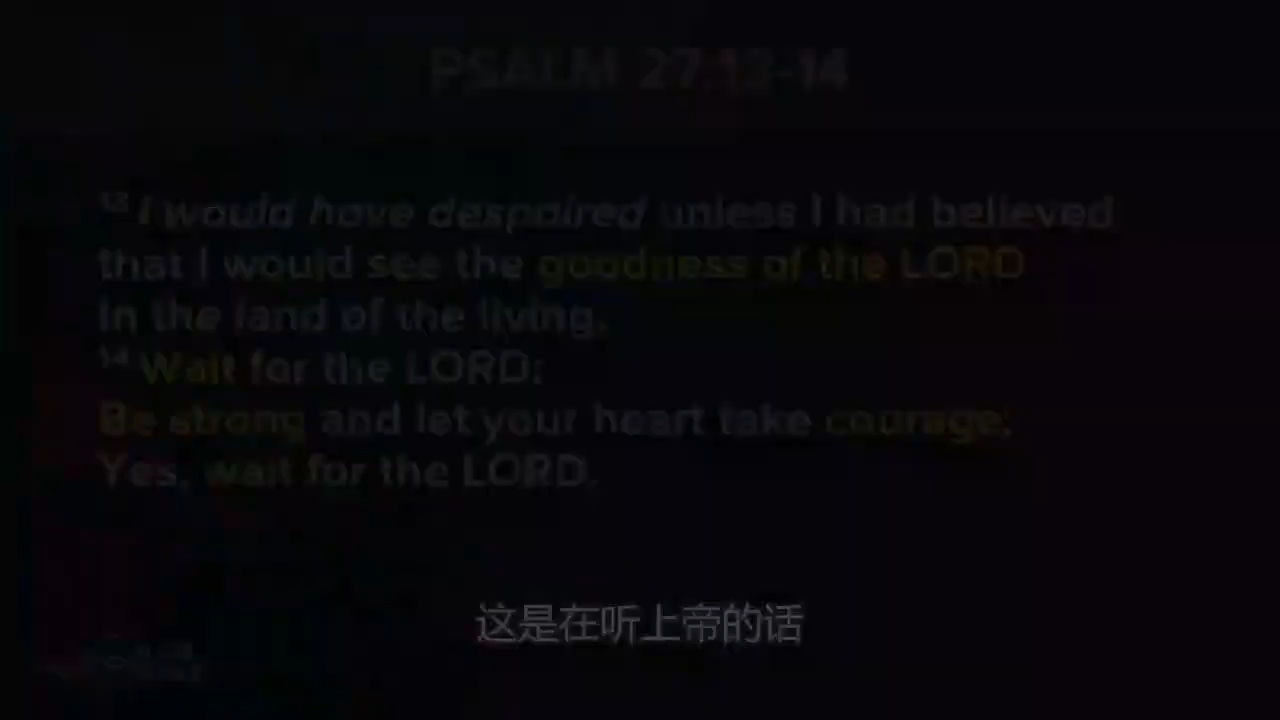 PSALM 27:13-14
13 I would have despaired unless I had believed
that I would see the goodness of the LORD
In the land of the living.
14 Wait for the LORD;
Be strong and let your heart take courage;
Yes, wait for the LORD.
这是在听上帝的话